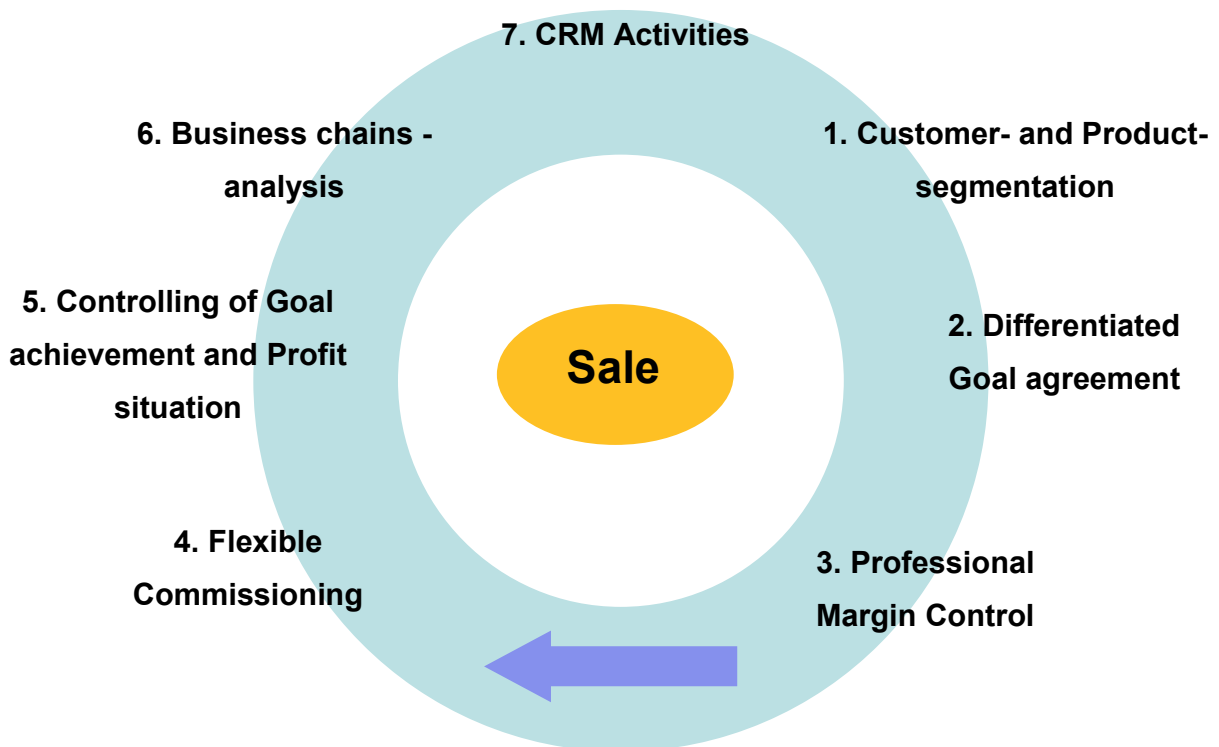 7. CRM Activities
6. Business chains -
analysis
1. Customer- and Product-
segmentation
5. Controlling of Goal
achievement and Profit
situation
Sale
2. Differentiated
Goal agreement
4. Flexible
Commissioning
3. Professional
Margin Control